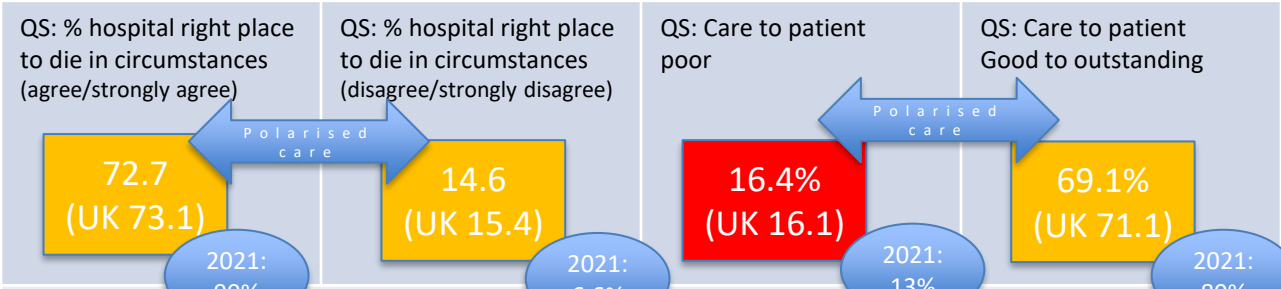 QS: % hospital right place
to die in circumstances
(agree/strongly agree)
QS: % hospital right place
to die in circumstances
(disagree/strongly disagree)
QS: Care to patient
poor
QS: Care to patient
Good to outstanding
Polarised
care
Polarised
care
72.7
(UK 73.1)
14.6
(UK 15.4)
16.4%
(UK 16.1)
69.1%
(UK 71.1)
2021:
2021:
2021:
13%
2021: